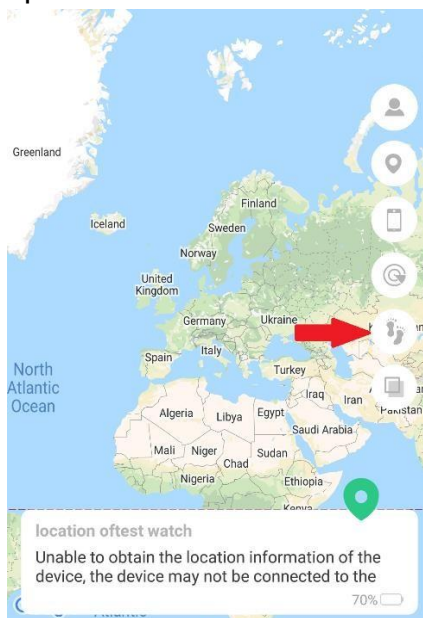 Greenland
Finland
Iceland
Sweden
Norway
United
Kingdom
Germany
Ukraine
Spain
Italy
Turkey
North
Atlantic
Ocean
Iraq
Iran
Pakistan
Algeria
Libya
Egypt
Saudi Arabia
Mali
Niger
Chad
Sudan
Nigeria
Ethiopia
Kenya
location oftest watch
Unable to obtain the location information of the
device, the device may not be connected to the
70%